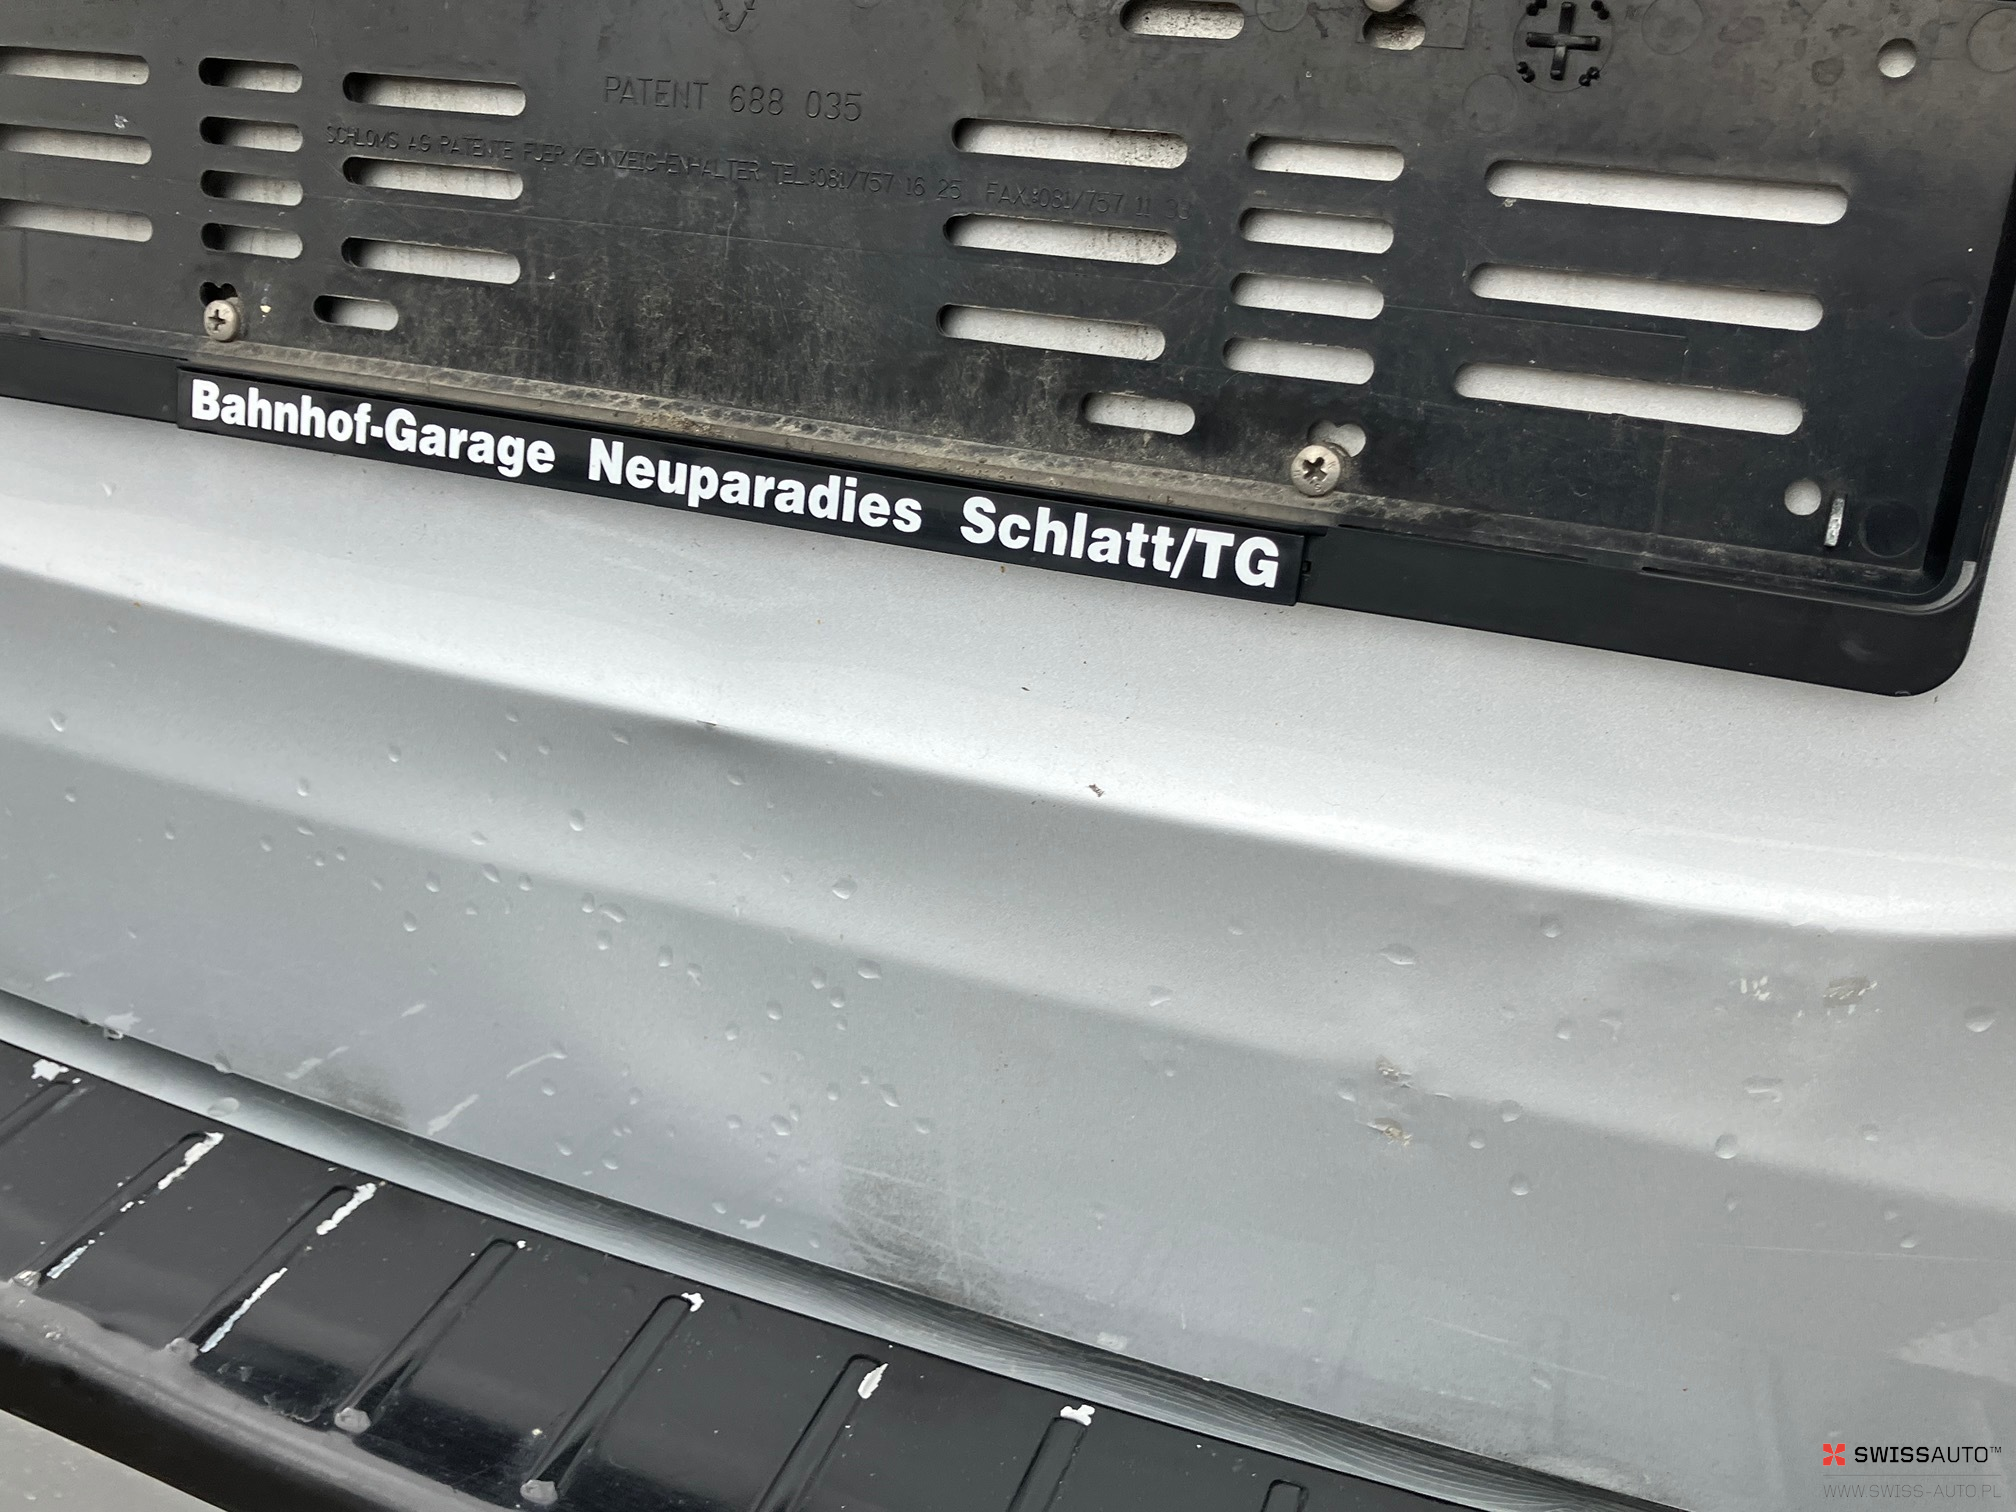 PATENT 688 035
SCHLOMS AG PATENTE FUER KENNZEICHENHALTER TEL.:081/757 16 25 FAX:081/757 11
Bahnhof-Garage Neuparadies Schlatt/TG
SWISSAUTO™
WWW.SWISS-AUTO.PL